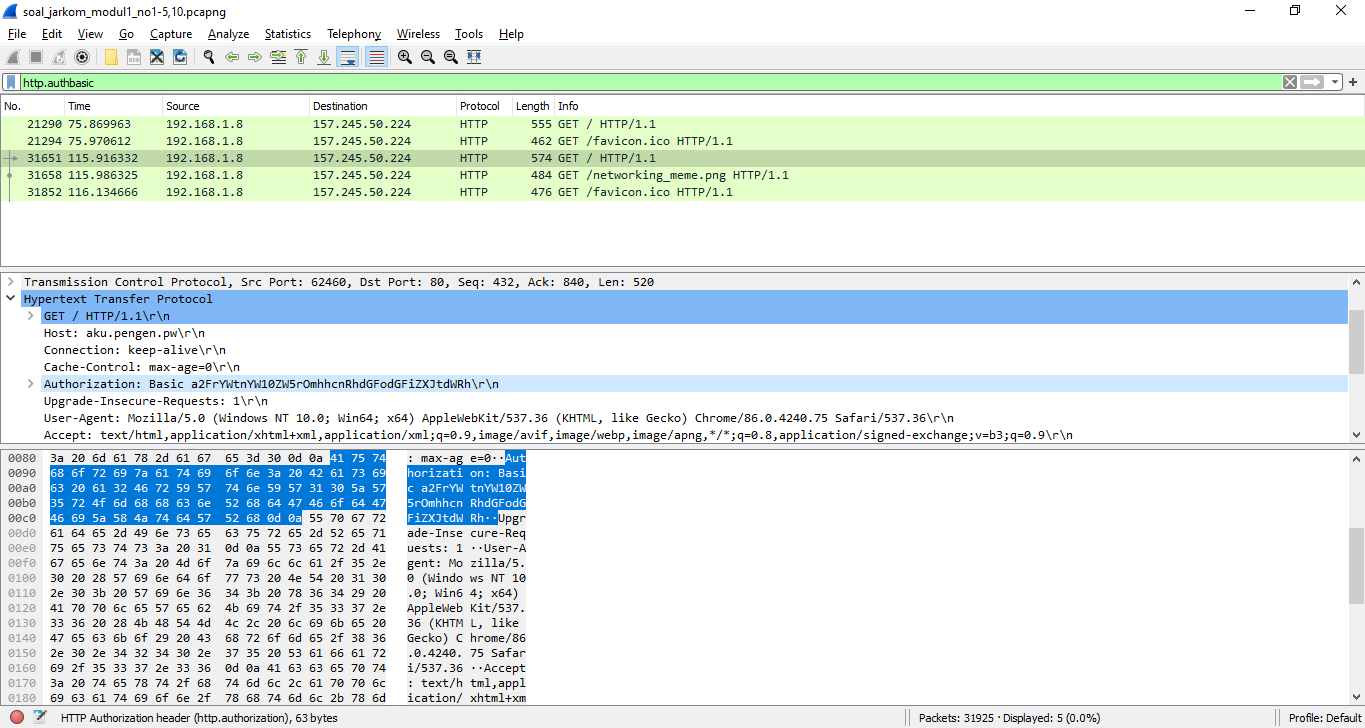 soal_jarkom_modul1_no1-5,10.pcapng
File Edit View Go Capture Analyze Statistics Telephony Wireless Tools Help
http.authbasic
No. Time Source Destination Protocol Length Info
21290 75.869963 192.168.1.8 157.245.50.224 HTTP 555 GET / HTTP/1.1
21294 75.970612 192.168.1.8 157.245.50.224 HTTP 462 GET /favicon.ico HTTP/1.1
31651 115.916332 192.168.1.8 157.245.50.224 HTTP 574 GET / HTTP/1.1
31658 115.986325 192.168.1.8 157.245.50.224 HTTP 484 GET /networking_meme.png HTTP/1.1
31852 116.134666 192.168.1.8 157.245.50.224 HTTP 476 GET /favicon.ico HTTP/1.1
Transmission Control Protocol, Src Port: 62460, Dst Port: 80, Seq: 432, Ack: 840, Len: 520
Hypertext Transfer Protocol
GET / HTTP/1.1\r\n
Host: aku.pengen.pw\r\n
Connection: keep-alive\r\n
Cache-Control: max-age=0\r\n
Authorization: Basic a2FrYWtnYW10ZW5rOmhhcnRhdGFodGFiZXJtdWRh\r\n
Upgrade-Insecure-Requests: 1\r\n
User-Agent: Mozilla/5.0 (Windows NT 10.0; Win64; x64) AppleWebKit/537.36 (KHTML, like Gecko) Chrome/86.0.4240.75 Safari/537.36\r\n
Accept: text/html,application/xhtml+xml,application/xml;q=0.9,image/avif,image/webp,image/apng,*/*;q=0.8,application/signed-exchange;v=b3;q=0.9\r\n
0080 3a 20 6d 61 78 2d 61 67 65 3d 30 0d 0a 41 75 74 : max-ag e=0··Aut
0090 68 6f 72 69 7a 61 74 69 6f 6e 3a 20 42 61 73 69 horizati on: Basi
00a0 63 20 61 32 46 72 59 57 74 6e 59 57 31 30 5a 57 c a2FrYW tnYW10ZW
00b0 35 72 4f 6d 68 68 63 6e 52 68 64 47 46 6f 64 47 5rOmhhcn RhdGFodG
00c0 46 69 5a 58 4a 74 64 57 52 68 0d 0a 55 70 67 72 FiZXJtdW Rh··Upgr
00d0 61 64 65 2d 49 6e 73 65 63 75 72 65 2d 52 65 71 ade-Inse cure-Req
00e0 75 65 73 74 73 3a 20 31 0d 0a 55 73 65 72 2d 41 uests: 1 ··User-A
00f0 67 65 6e 74 3a 20 4d 6f 7a 69 6c 6c 61 2f 35 2e gent: Mo zilla/5.
0100 30 20 28 57 69 6e 64 6f 77 73 20 4e 54 20 31 30 0 (Windo ws NT 10
0110 2e 30 3b 20 57 69 6e 36 34 3b 20 78 36 34 29 20 .0; Win6 4; x64)
0120 41 70 70 6c 65 57 65 62 4b 69 74 2f 35 33 37 2e AppleWeb Kit/537.
0130 33 36 20 28 4b 48 54 4d 4c 2c 20 6c 69 6b 65 20 36 (KHTM L, like
0140 47 65 63 6b 6f 29 20 43 68 72 6f 6d 65 2f 38 36 Gecko) C hrome/86
0150 2e 30 2e 34 32 34 30 2e 37 35 20 53 61 66 61 72 .0.4240. 75 Safar
0160 69 2f 35 33 37 2e 33 36 0d 0a 41 63 63 65 70 74 i/537.36 ··Accept
0170 3a 20 74 65 78 74 2f 68 74 6d 6c 2c 61 70 70 6c : text/h tml,appl
0180 69 63 61 74 69 6f 6e 2f 78 68 74 6d 6c 2b 78 6d ication/ xhtml+xm
HTTP Authorization header (http.authorization), 63 bytes Packets: 31925 · Displayed: 5 (0.0%) Profile: Default